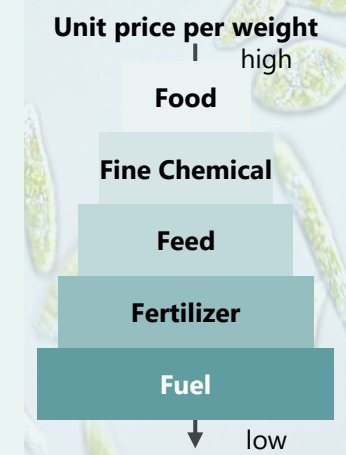 Unit price per weight
high
Food
Fine Chemical
Feed
Fertilizer
Fuel
low